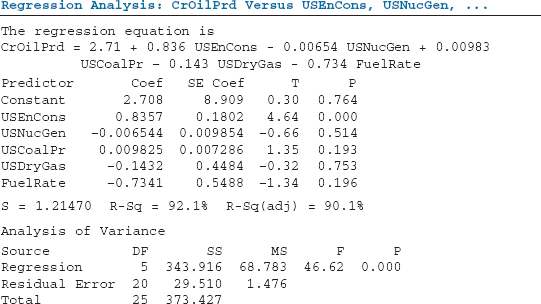 Regression Analysis: CrOilPrd Versus USEnCons, USNucGen, ...
The regression equation is
CrOilPrd = 2.71 + 0.836 USEnCons - 0.00654 USNucGen + 0.00983
USCoalPr - 0.143 USDryGas - 0.734 FuelRate
Predictor Coef SE Coef T P
Constant 2.708 8.909 0.30 0.764
USEnCons 0.8357 0.1802 4.64 0.000
USNucGen -0.006544 0.009854 -0.66 0.514
USCoalPr 0.009825 0.007286 1.35 0.193
USDryGas -0.1432 0.4484 -0.32 0.753
FuelRate -0.7341 0.5488 -1.34 0.196
S = 1.21470 R-Sq = 92.1% R-Sq(adj) = 90.1%
Analysis of Variance
Source DF SS MS F P
Regression 5 343.916 68.783 46.62 0.000
Residual Error 20 29.510 1.476
Total 25 373.427